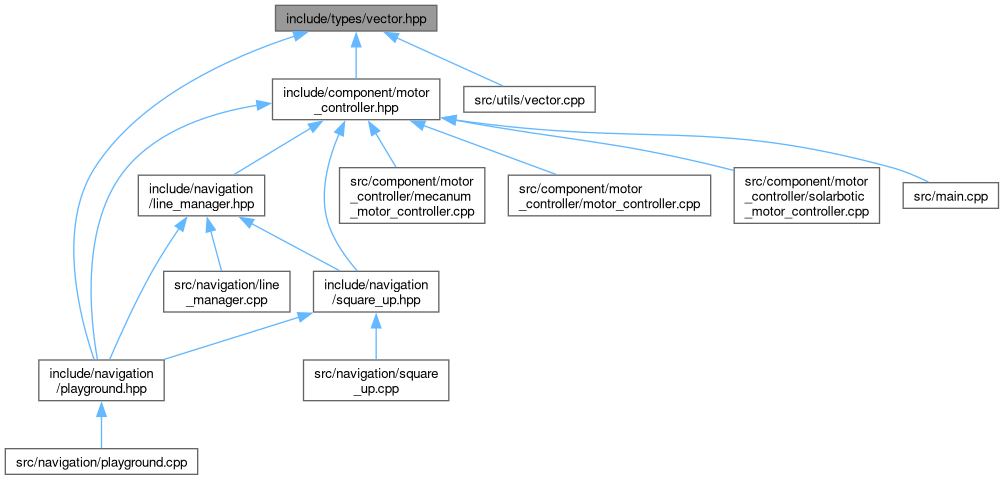 include/types/vector.hpp
include/component/motor
_controller.hpp
src/utils/vector.cpp
include/navigation
/line_manager.hpp
src/component/motor
_controller/mecanum
_motor_controller.cpp
src/component/motor
_controller/motor_controller.cpp
src/component/motor
_controller/solarbotic
_motor_controller.cpp
src/main.cpp
src/navigation/line
_manager.cpp
include/navigation
/square_up.hpp
include/navigation
/playground.hpp
src/navigation/square
_up.cpp
src/navigation/playground.cpp